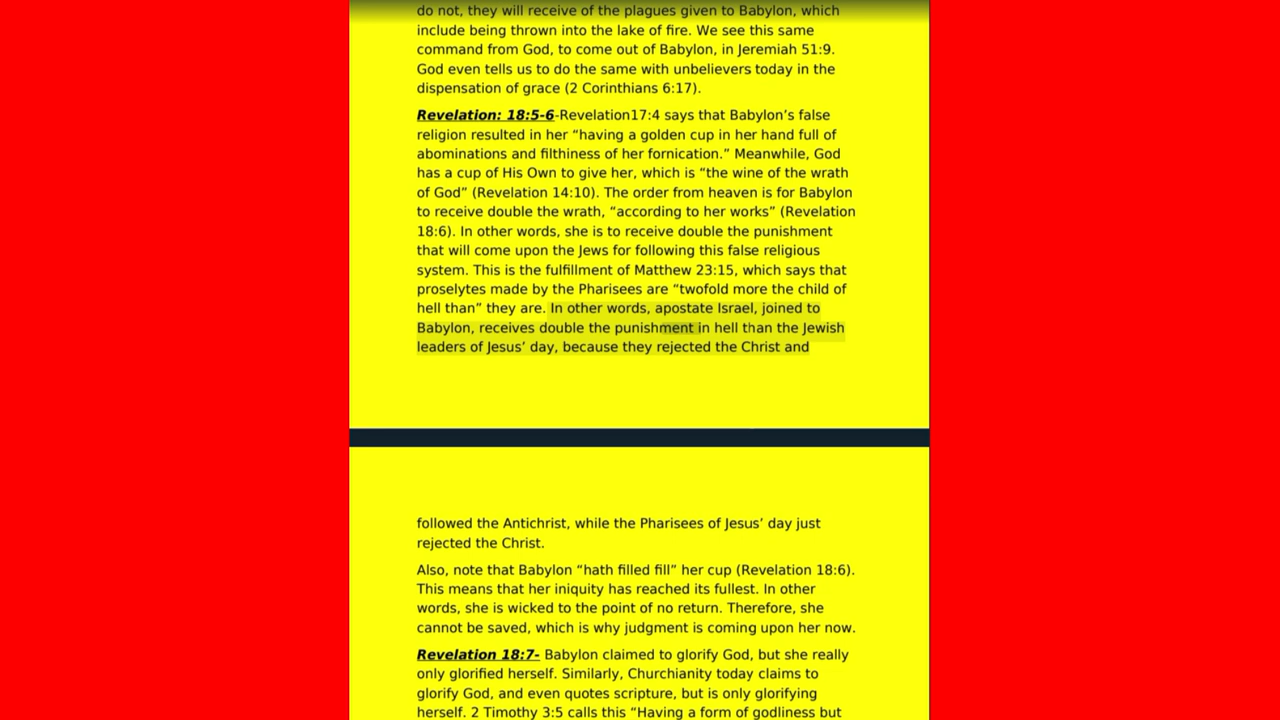 do not, they will receive of the plagues given to Babylon, which
include being thrown into the lake of fire. We see this same
command from God, to come out of Babylon, in Jeremiah 51:9.
God even tells us to do the same with unbelievers today in the
dispensation of grace (2 Corinthians 6:17).
Revelation: 18:5-6-Revelation17:4 says that Babylon’s false
religion resulted in her “having a golden cup in her hand full of
abominations and filthiness of her fornication.” Meanwhile, God
has a cup of His Own to give her, which is “the wine of the wrath
of God” (Revelation 14:10). The order from heaven is for Babylon
to receive double the wrath, “according to her works” (Revelation
18:6). In other words, she is to receive double the punishment
that will come upon the Jews for following this false religious
system. This is the fulfillment of Matthew 23:15, which says that
proselytes made by the Pharisees are “twofold more the child of
hell than” they are. In other words, apostate Israel, joined to
Babylon, receives double the punishment in hell than the Jewish
leaders of Jesus’ day, because they rejected the Christ and
followed the Antichrist, while the Pharisees of Jesus’ day just
rejected the Christ.
Also, note that Babylon “hath filled fill” her cup (Revelation 18:6).
This means that her iniquity has reached its fullest. In other
words, she is wicked to the point of no return. Therefore, she
cannot be saved, which is why judgment is coming upon her now.
Revelation 18:7- Babylon claimed to glorify God, but she really
only glorified herself. Similarly, Churchianity today claims to
glorify God, and even quotes scripture, but is only glorifying
herself. 2 Timothy 3:5 calls this “Having a form of godliness but